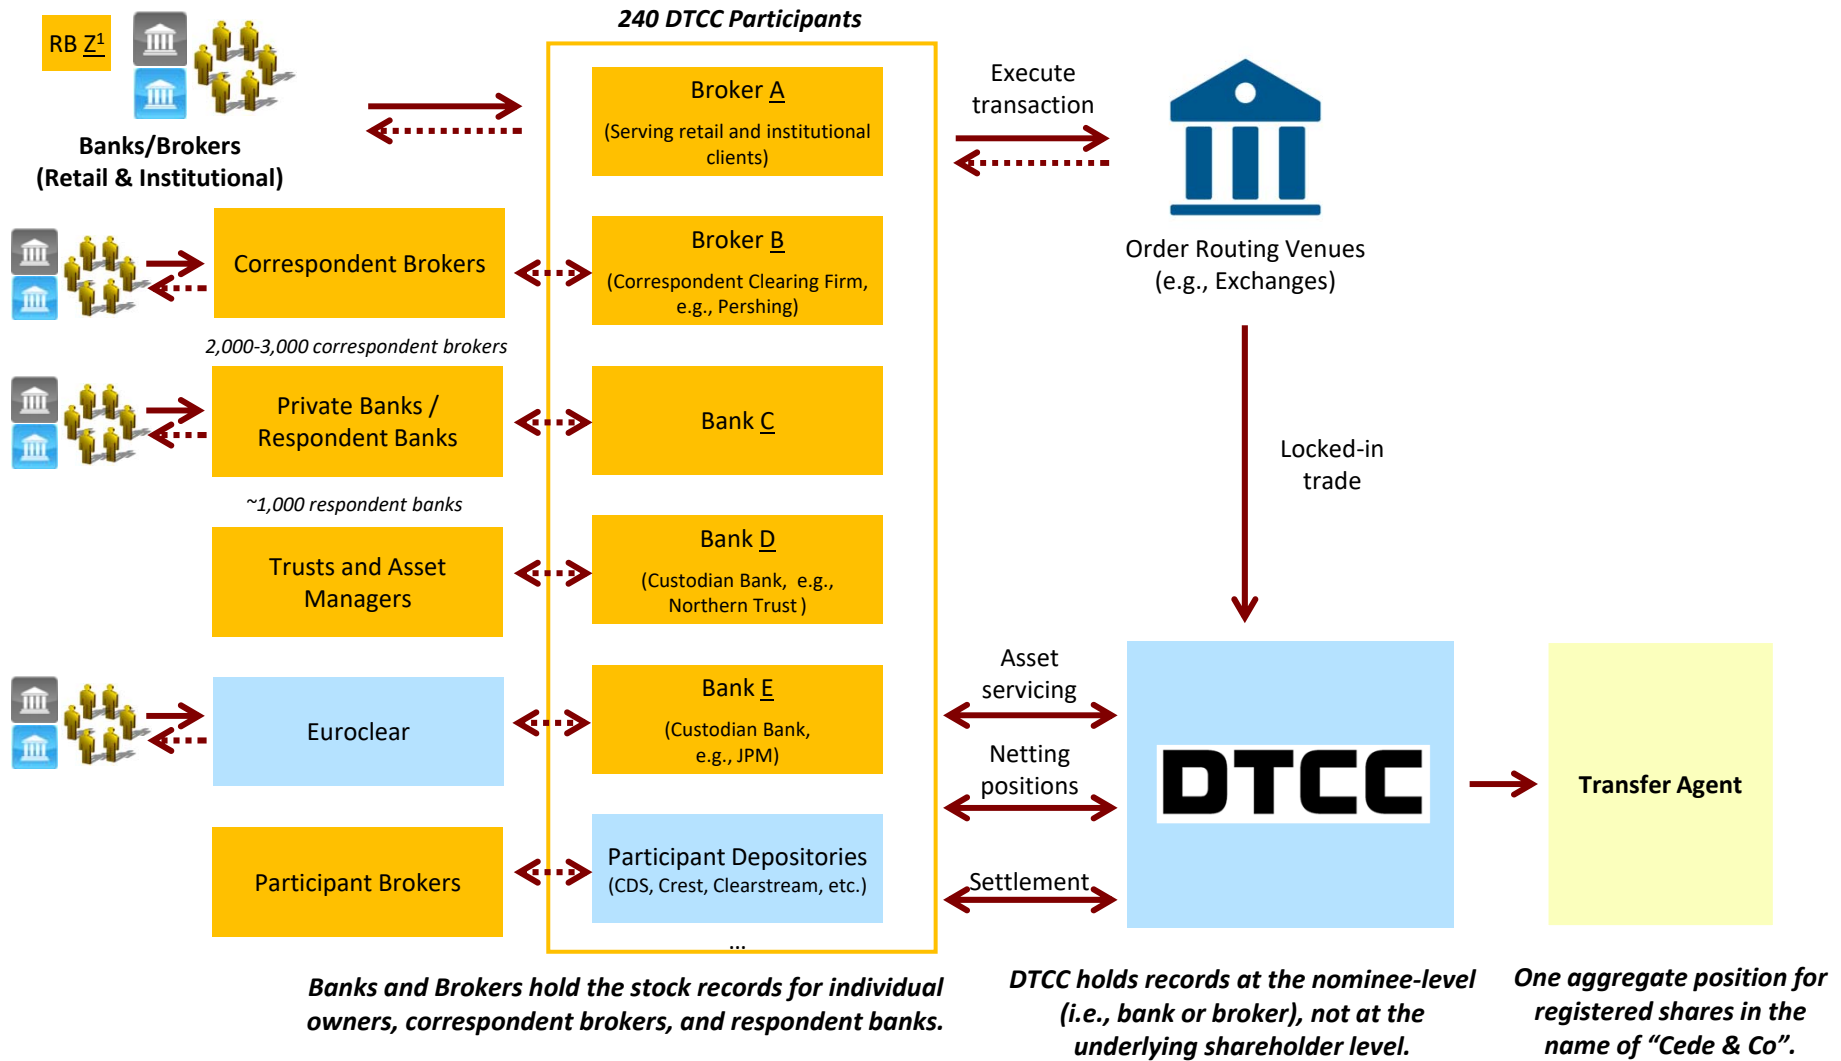 240 DTCC Participants
RB Z¹
Banks/Brokers
(Retail & Institutional)
Broker A
(Serving retail and institutional
clients)
Execute
transaction
Order Routing Venues
(e.g., Exchanges)
Correspondent Brokers
2,000-3,000 correspondent brokers
Broker B
(Correspondent Clearing Firm,
e.g., Pershing)
Private Banks /
Respondent Banks
~1,000 respondent banks
Bank C
Locked-in
trade
Trusts and Asset
Managers
Bank D
(Custodian Bank, e.g.,
Northern Trust )
Euroclear
Bank E
(Custodian Bank,
e.g., JPM)
Participant Brokers
Participant Depositories
(CDS, Crest, Clearstream, etc.)
...
Asset
servicing
Netting
positions
Settlement
DTCC
Transfer Agent
Banks and Brokers hold the stock records for individual
owners, correspondent brokers, and respondent banks.
DTCC holds records at the nominee-level
(i.e., bank or broker), not at the
underlying shareholder level.
One aggregate position for
registered shares in the
name of “Cede & Co”.